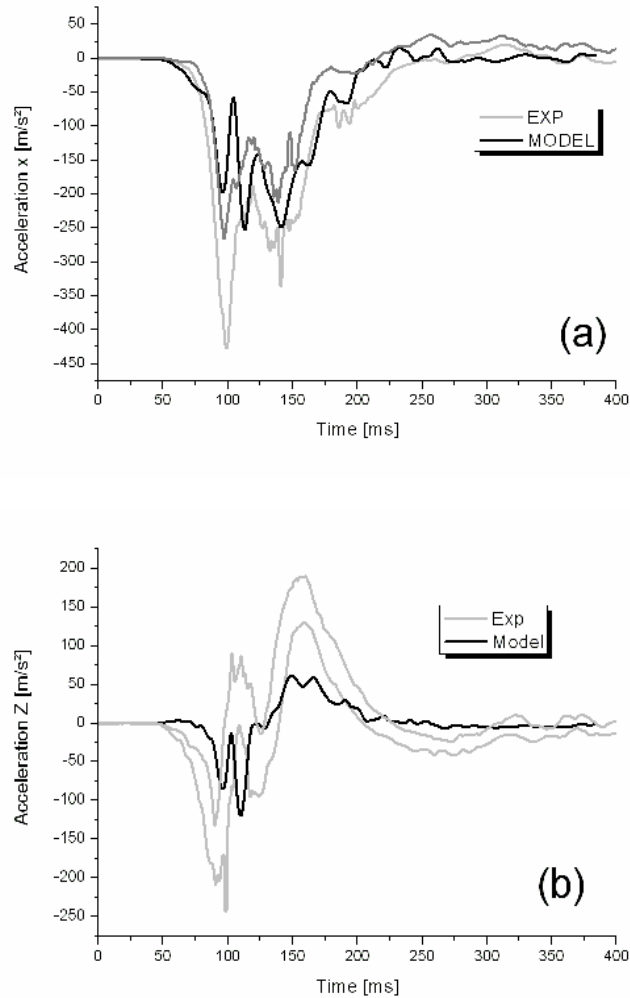 50
0
-50
-100
-150
-200
-250
-300
-350
-400
-450
Acceleration x [m/s²]
EXP
MODEL
(a)
0 50 100 150 200 250 300 350 400
Time [ms]
200
150
100
50
0
-50
-100
-150
-200
-250
Acceleration Z [m/s²]
Exp
Model
(b)
0 50 100 150 200 250 300 350 400
Time [ms]